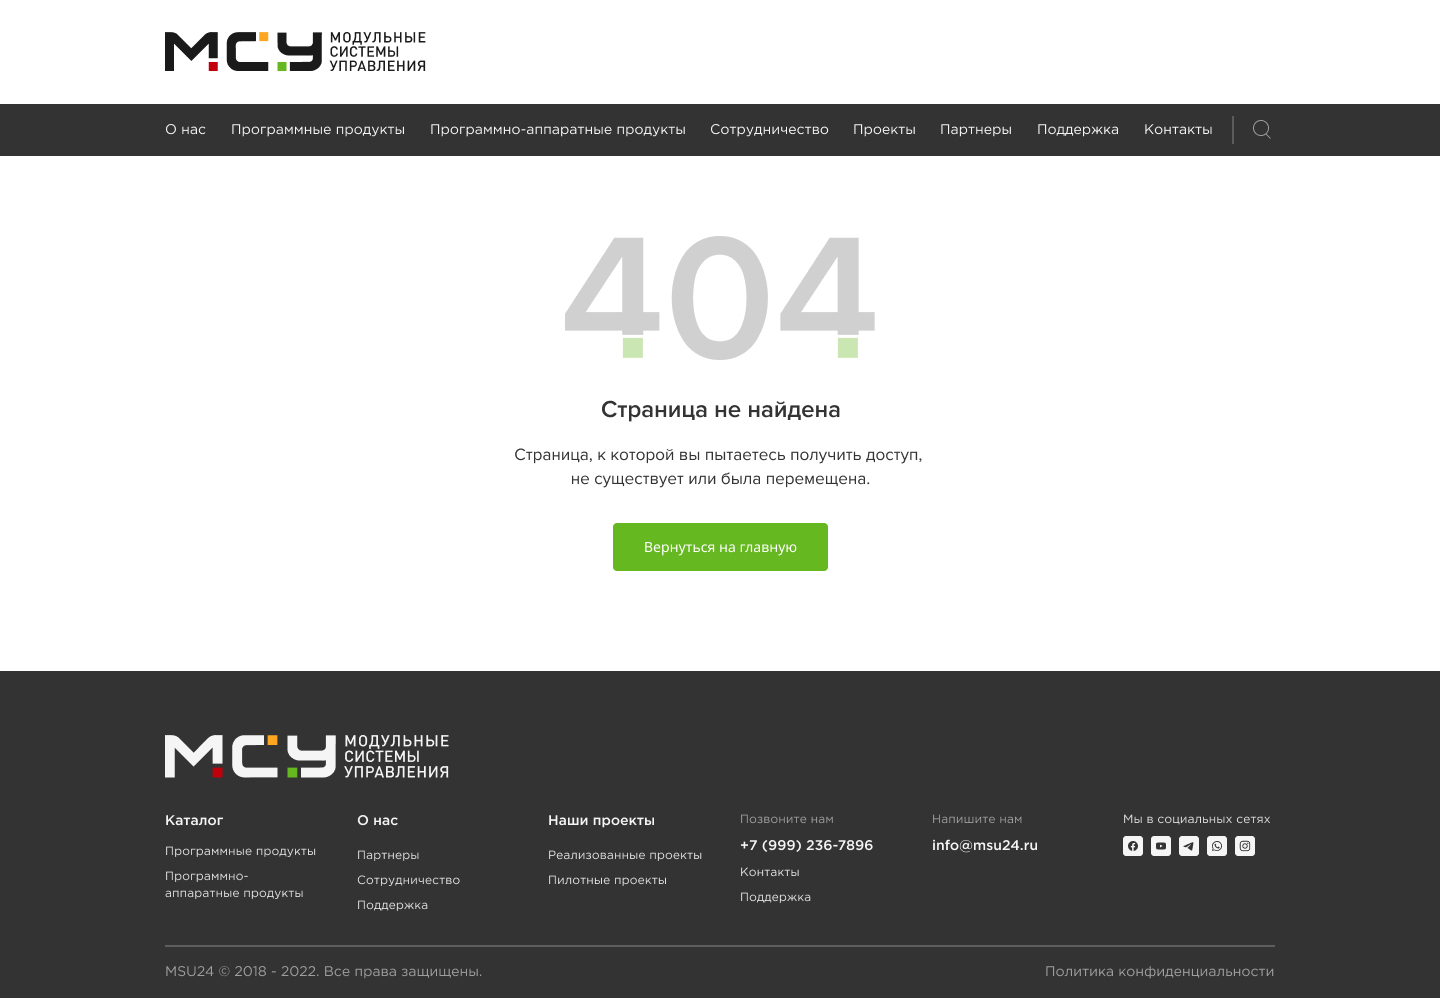 МСУ МОДУЛЬНЫЕ
СИСТЕМЫ
УПРАВЛЕНИЯ
О нас Программные продукты Программно-аппаратные продукты Сотрудничество Проекты Партнеры Поддержка Контакты
404
Страница не найдена
Страница, к которой вы пытаетесь получить доступ,
не существует или была перемещена.
Вернуться на главную
МСУ МОДУЛЬНЫЕ
СИСТЕМЫ
УПРАВЛЕНИЯ
Каталог
Программные продукты
Программно-
аппаратные продукты
О нас
Партнеры
Сотрудничество
Поддержка
Наши проекты
Реализованные проекты
Пилотные проекты
Позвоните нам
+7 (999) 236-7896
Контакты
Поддержка
Напишите нам
info@msu24.ru
Мы в социальных сетях
MSU24 © 2018 - 2022. Все права защищены.
Политика конфиденциальности